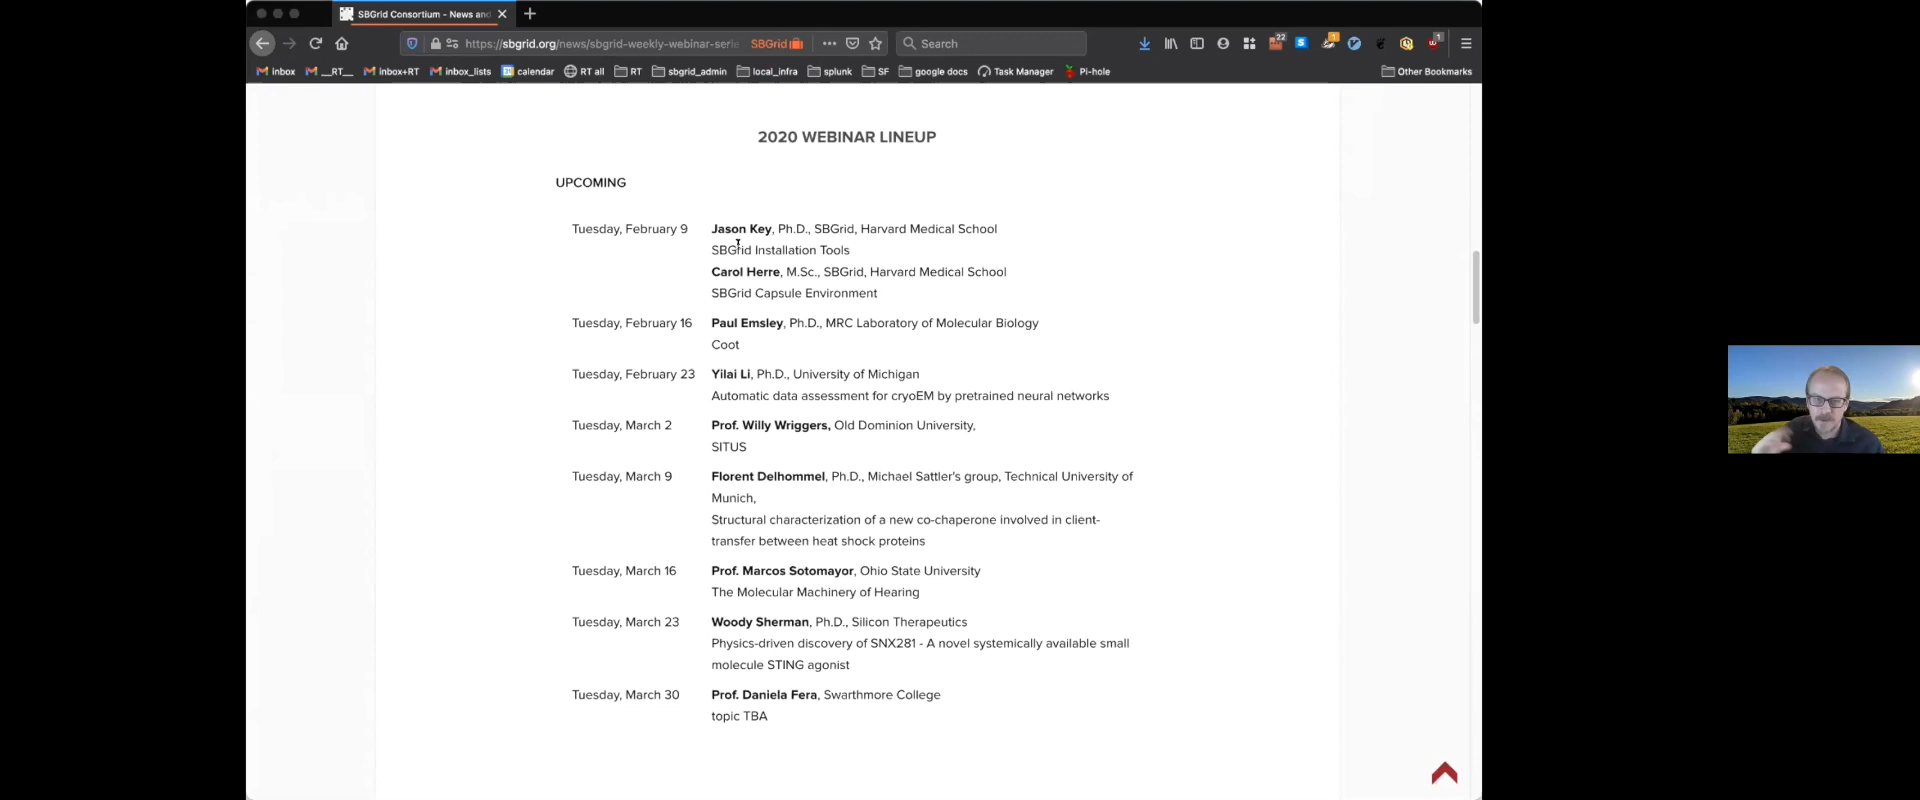 SBGrid Consortium - News and
https://sbgrid.org/news/sbgrid-weekly-webinar-serie
SBGrid
Search
22
1
1
Inbox
__RT__
inbox+RT
inbox_lists
calendar
RT all
RT
sbgrid_admin
local_infra
splunk
SF
google docs
Task Manager
Pi-hole
Other Bookmarks
2020 WEBINAR LINEUP
UPCOMING
Tuesday, February 9 Jason Key, Ph.D., SBGrid, Harvard Medical School
SBGrid Installation Tools
Carol Herre, M.Sc., SBGrid, Harvard Medical School
SBGrid Capsule Environment
Tuesday, February 16 Paul Emsley, Ph.D., MRC Laboratory of Molecular Biology
Coot
Tuesday, February 23 Yilai Li, Ph.D., University of Michigan
Automatic data assessment for cryoEM by pretrained neural networks
Tuesday, March 2 Prof. Willy Wriggers, Old Dominion University,
SITUS
Tuesday, March 9 Florent Delhommel, Ph.D., Michael Sattler's group, Technical University of
Munich,
Structural characterization of a new co-chaperone involved in client-
transfer between heat shock proteins
Tuesday, March 16 Prof. Marcos Sotomayor, Ohio State University
The Molecular Machinery of Hearing
Tuesday, March 23 Woody Sherman, Ph.D., Silicon Therapeutics
Physics-driven discovery of SNX281 - A novel systemically available small
molecule STING agonist
Tuesday, March 30 Prof. Daniela Fera, Swarthmore College
topic TBA